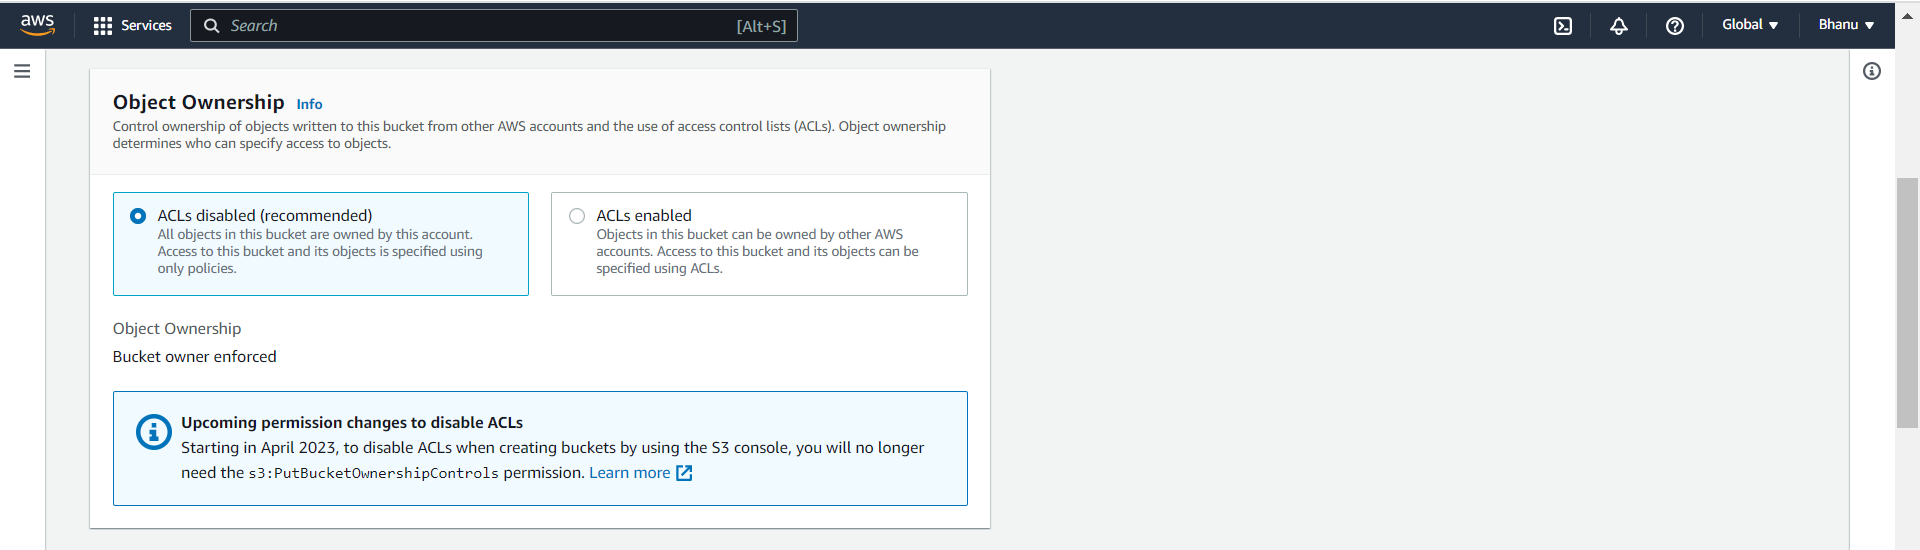 aws
Services
Search
[Alt+S]
Global
Bhanu
Object Ownership Info
Control ownership of objects written to this bucket from other AWS accounts and the use of access control lists (ACLs). Object ownership
determines who can specify access to objects.
ACLs disabled (recommended)
All objects in this bucket are owned by this account.
Access to this bucket and its objects is specified using
only policies.
ACLs enabled
Objects in this bucket can be owned by other AWS
accounts. Access to this bucket and its objects can be
specified using ACLs.
Object Ownership
Bucket owner enforced
Upcoming permission changes to disable ACLs
Starting in April 2023, to disable ACLs when creating buckets by using the S3 console, you will no longer
need the s3:PutBucketOwnershipControls permission. Learn more